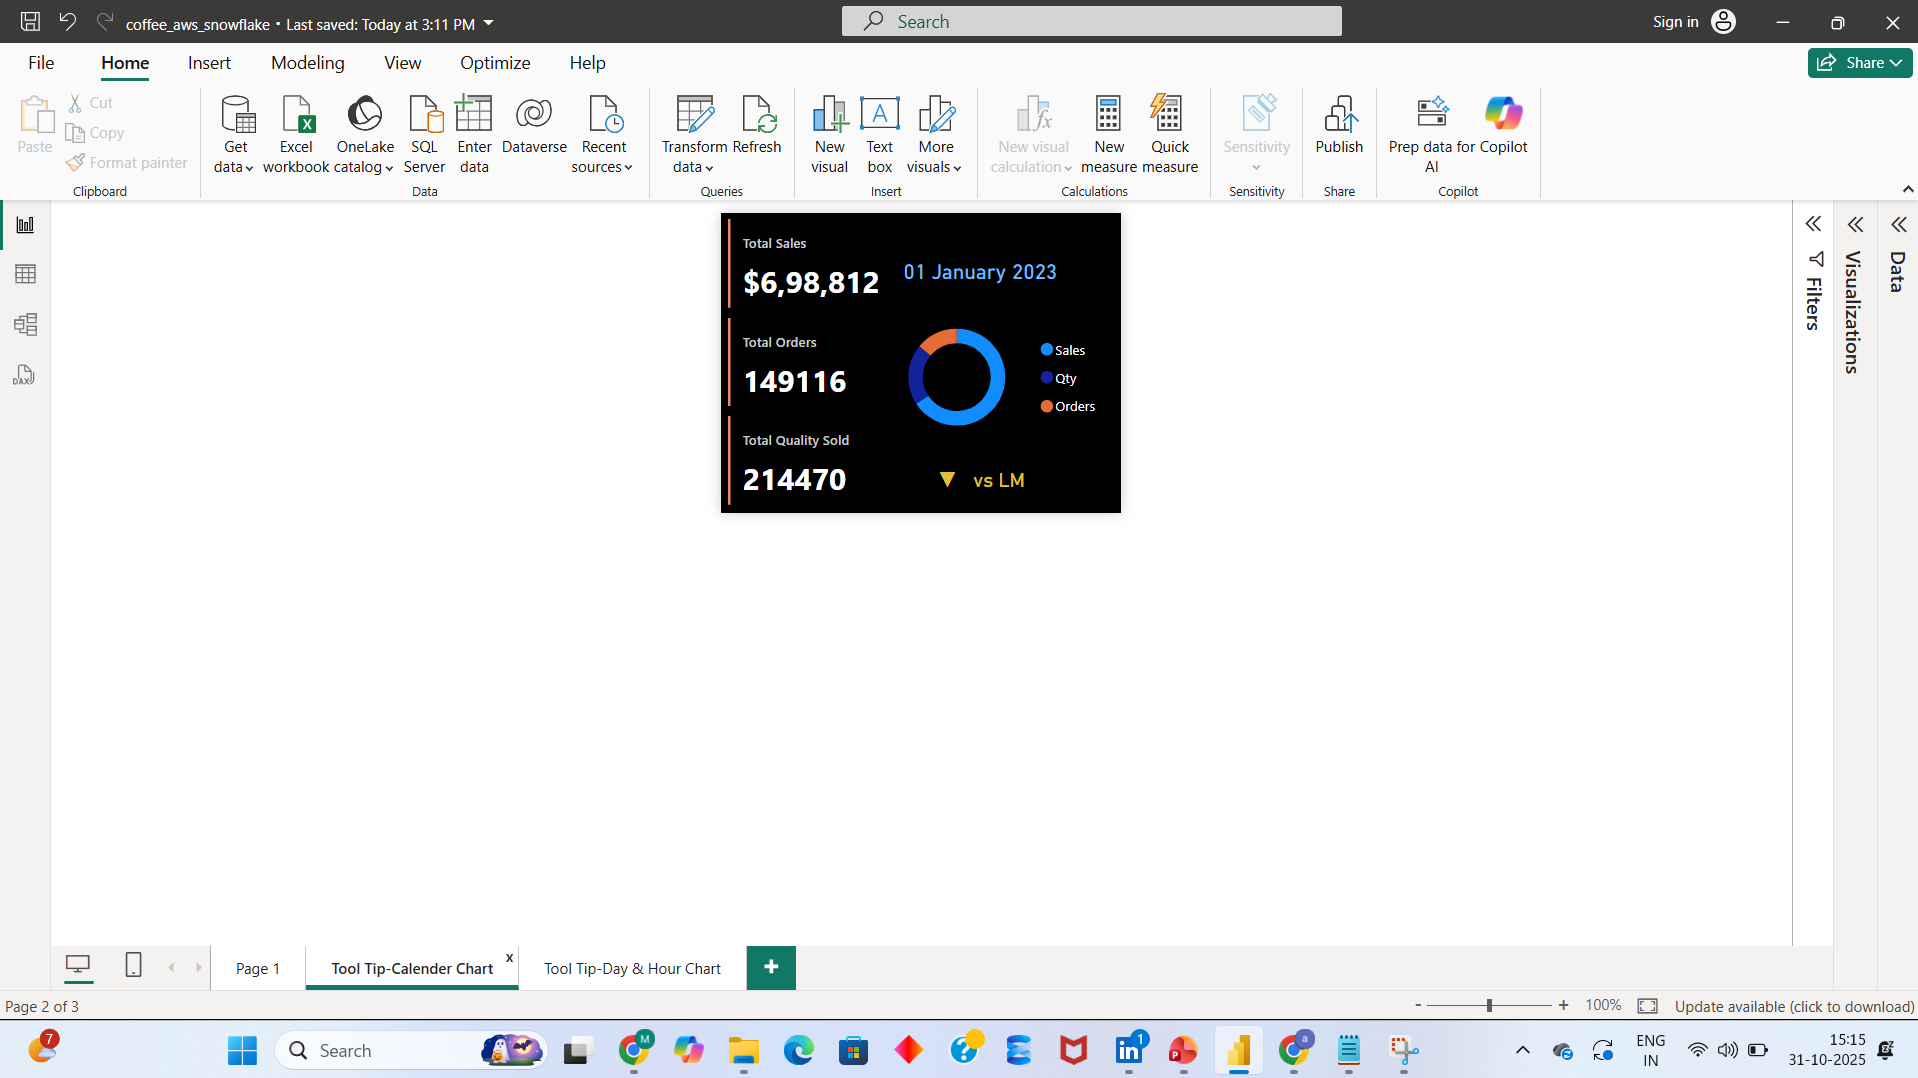 coffee_aws_snowflake • Last saved: Today at 3:11 PM
Search
Sign in
File Home Insert Modeling View Optimize Help
Share
Paste
Cut
Copy
Format painter
Clipboard
Get data
Excel workbook
OneLake catalog
SQL Server
Enter data
Dataverse
Recent sources
Data
Transform data
Refresh
Queries
New visual
Text box
More visuals
Insert
New visual calculation
New measure
Quick measure
Calculations
Sensitivity
Sensitivity
Publish
Share
Prep data for AI
Copilot
Copilot
Total Sales
$6,98,812
01 January 2023
Total Orders
149116
Sales
Qty
Orders
Total Quality Sold
214470
▼ vs LM
Filters
Visualizations
Data
DAX
Page 1
Tool Tip-Calender Chart
x
Tool Tip-Day & Hour Chart
+
Page 2 of 3
- + 100%
Update available (click to download)
7
Search
M
1
a
ENG
IN
15:15
31-10-2025